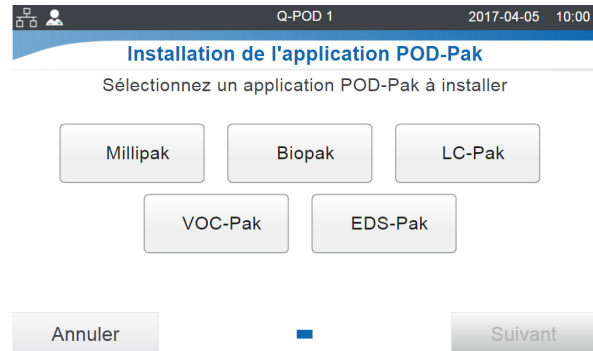 Q-POD 1 2017-04-05 10:00
Installation de l'application POD-Pak
Sélectionnez un application POD-Pak à installer
Millipak Biopak LC-Pak
VOC-Pak EDS-Pak
Annuler Suivant